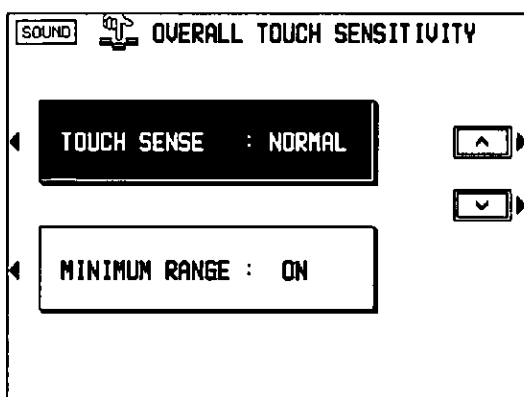 SOUND OVERALL TOUCH SENSITIVITY
TOUCH SENSE : NORMAL
MINIMUM RANGE : ON